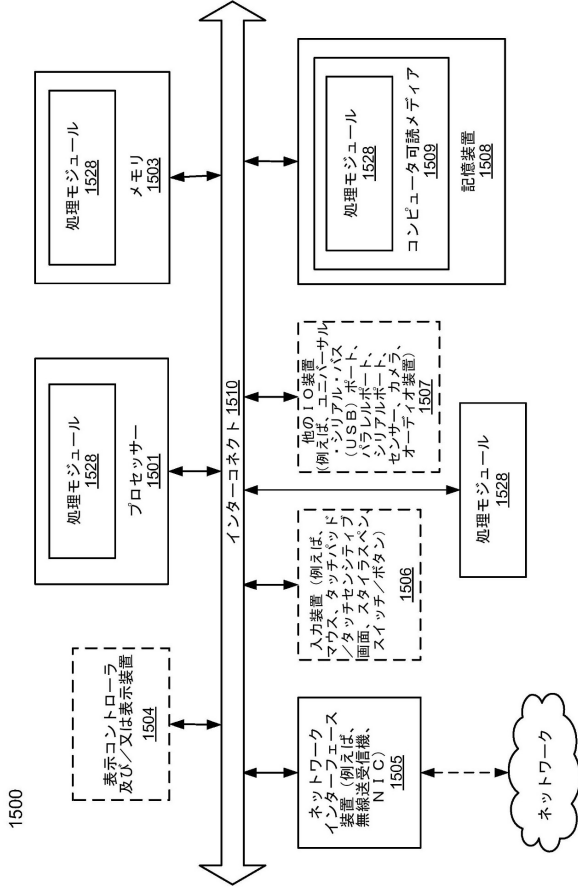 1500
表示コントローラ
及び/又は表示装置
1504
処理モジュール
1528
プロセッサー
1501
処理モジュール
1528
メモリ
1503
インターコネクト 1510
ネットワーク
インターフェース
装置(例えば、
無線送受信機、
NIC)
1505
入力装置(例えば、
マウス、タッチパッド
/タッチセンシティブ
画面、スタイラスペン、
スイッチ/ボタン)
1506
他のIO装置
(例えば、ユニバーサル
・シリアル・バス
(USB)ポート、
パラレルポート、
シリアルポート、
センサー、カメラ、
オーディオ装置)
1507
処理モジュール
1528
コンピュータ可読メディア
1509
記憶装置
1508
処理モジュール
1528
ネットワーク